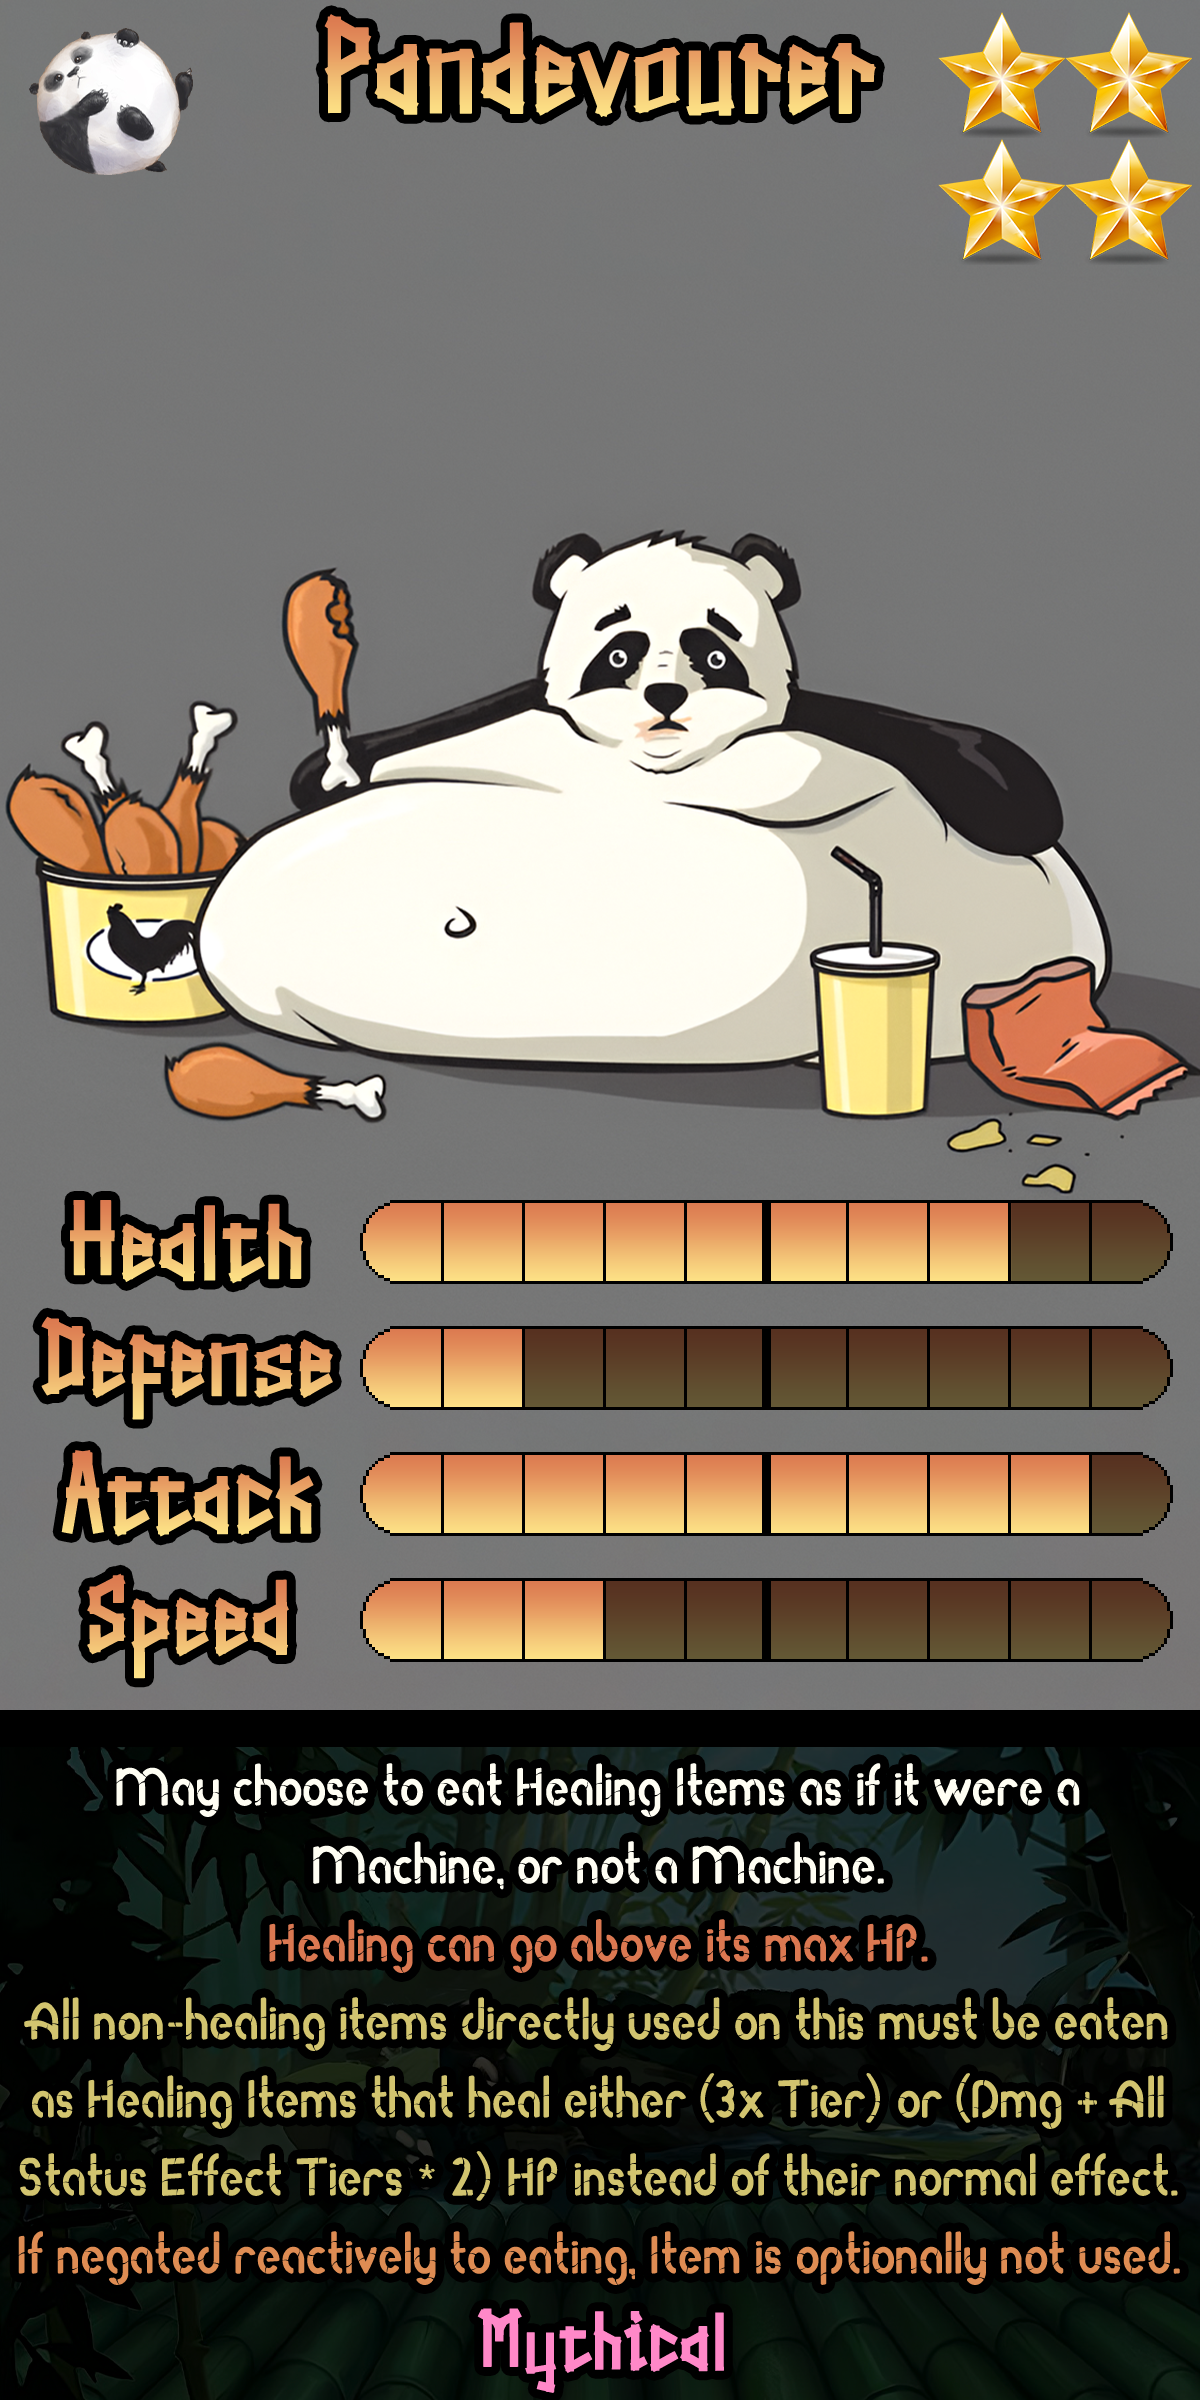 Pandevourer
Health
Defense
Attack
Speed
May choose to eat Healing Items as if it were a
Machine, or not a Machine.
Healing can go above its max HP.
All non-healing items directly used on this must be eaten
as Healing Items that heal either (3x Tier) or (Dmg + All
Status Effect Tiers * 2) HP instead of their normal effect.
If negated reactively to eating, Item is optionally not used.
Mythical